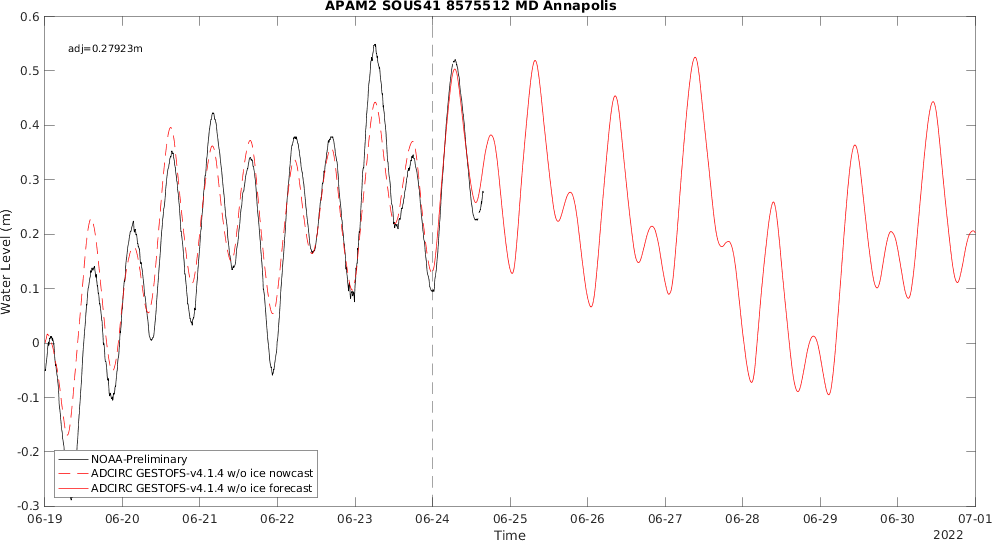 APAM2 SOUS41 8575512 MD Annapolis
adj=0.27923m
Water Level (m)
0.6
0.5
0.4
0.3
0.2
0.1
0
-0.1
-0.2
-0.3
NOAA-Preliminary
ADCIRC GESTOFS-v4.1.4 w/o ice nowcast
ADCIRC GESTOFS-v4.1.4 w/o ice forecast
06-19 06-20 06-21 06-22 06-23 06-24 06-25 06-26 06-27 06-28 06-29 06-30 07-01
Time
2022